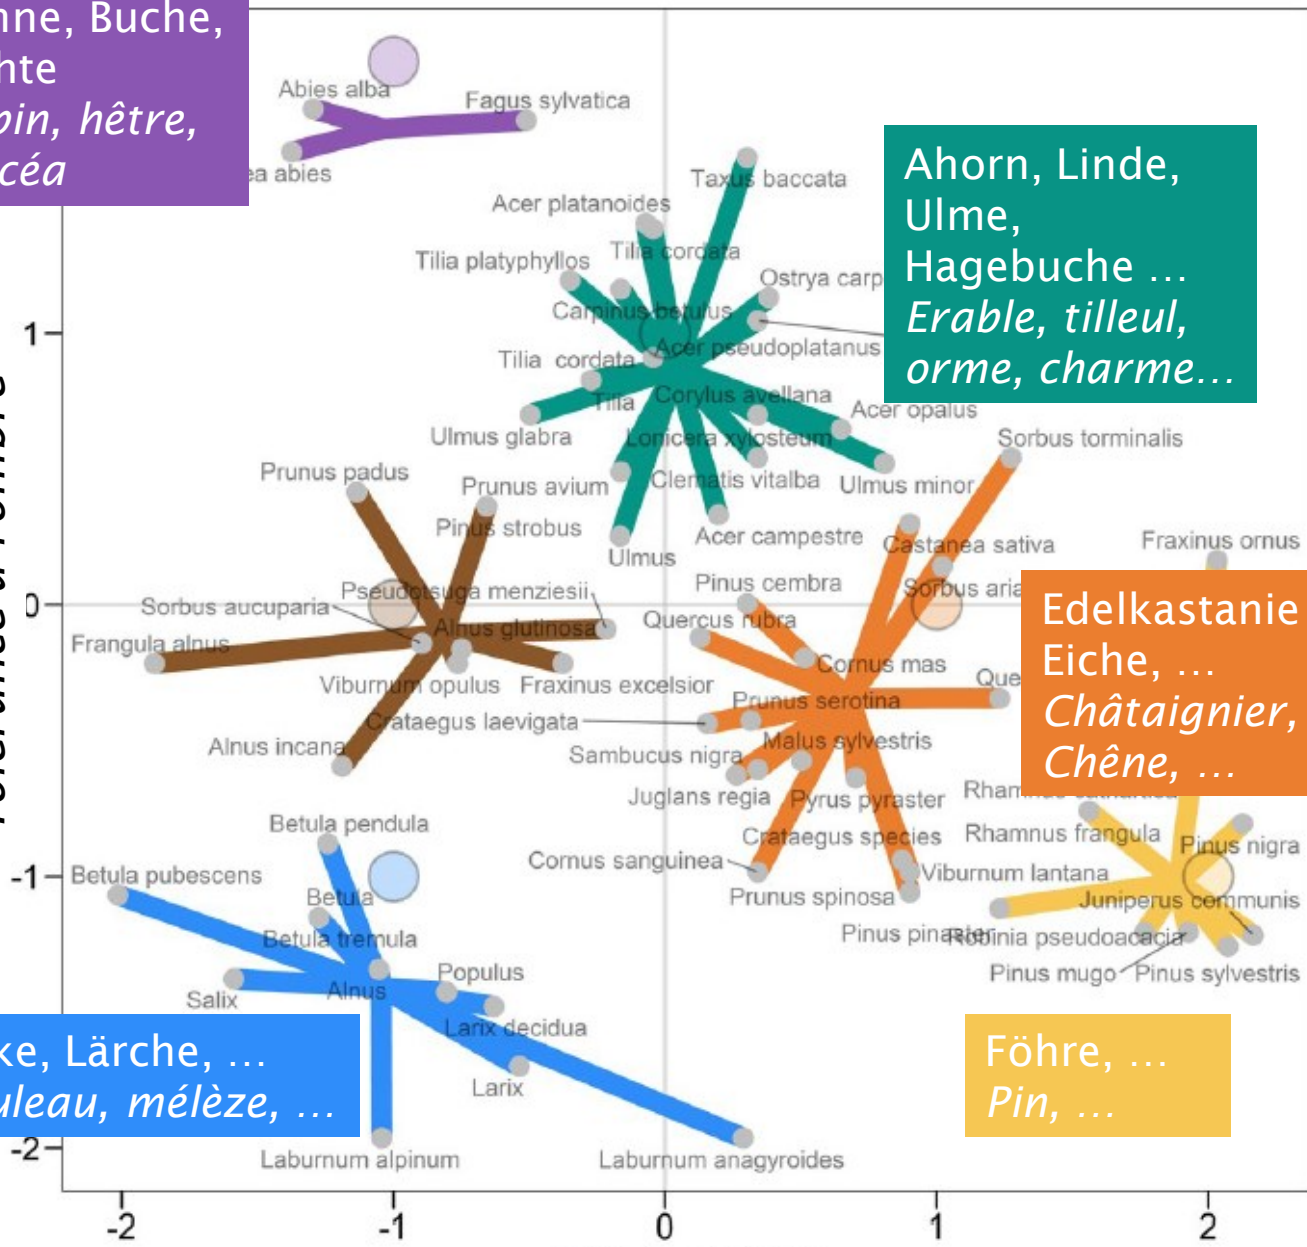 Buche,
Abies alba
Fagus sylvatica
hêtre,
abies
Taxus baccata
Ahorn, Linde,
Ulme,
Hagebuche …
Erable, tilleul,
orme, charme…
Acer platanoides
Tilia cordata
Tilia platyphyllos
Ostrya carp
Carpinus betulus
1
Acer pseudoplatanus
Tilia cordata
Corylus avellana
Tilia
Acer opalus
Ulmus glabra
Lonicera xylosteum
Sorbus torminalis
Prunus padus
Prunus avium
Clematis vitalba
Ulmus minor
Pinus strobus
Acer campestre
Castanea sativa
Fraxinus ornus
Ulmus
Pinus cembra
Sorbus aria
Pseudotsuga menziesii
0
Sorbus aucuparia
Quercus rubra
Alnus glutinosa
Frangula alnus
Cornus mas
Que
Edelkastanie
Eiche, …
Châtaignier,
Chêne, …
Viburnum opulus
Fraxinus excelsior
Prunus serotina
Crataegus laevigata
Alnus incana
Malus sylvestris
Sambucus nigra
Juglans regia
Pyrus pyraster
Betula pendula
Crataegus species
Rhamnus frangula
Pinus nigra
Cornus sanguinea
-1
Betula pubescens
Viburnum lantana
Betula
Prunus spinosa
Juniperus communis
Betula tremula
Robinia pseudoacacia
Populus
Pinus mugo
Pinus sylvestris
Salix
Alnus
Larix decidua
Lärche, …
mélèze, …
Föhre, …
Pin, …
Larix
-2
Laburnum alpinum
Laburnum anagyroides
-2
-1
0
1
2